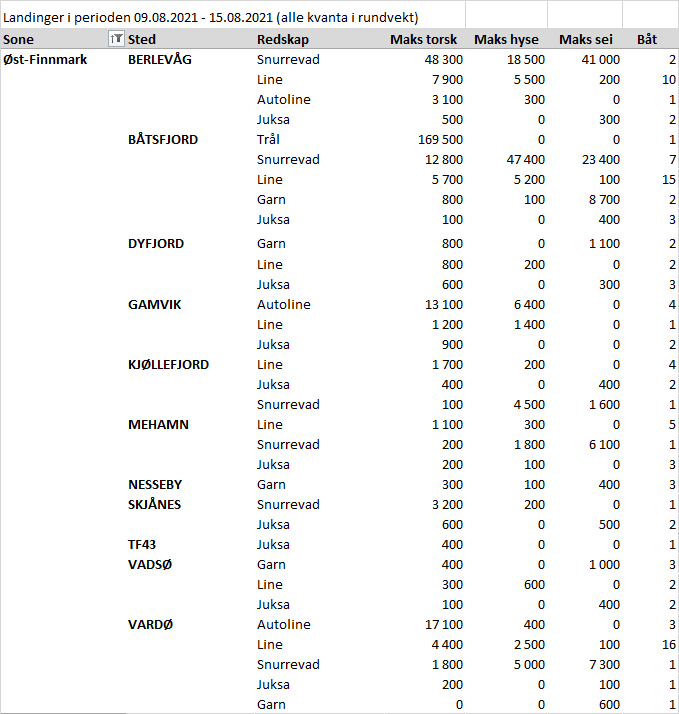 Landinger i perioden 09.08.2021 - 15.08.2021 (alle kvanta i rundvekt)
Sone Sted Redskap Maks torsk Maks hyse Maks sei Båt
Øst-Finnmark BERLEVÅG Snurrevad 48 300 18 500 41 000 2
Line 7 900 5 500 200 10
Autoline 3 100 300 0 1
Juksa 500 0 300 2
BÅTSFJORD Trål 169 500 0 0 1
Snurrevad 12 800 47 400 23 400 7
Line 5 700 5 200 100 15
Garn 800 100 8 700 2
Juksa 100 0 400 3
DYFJORD Garn 800 0 1 100 2
Line 800 200 0 2
Juksa 600 0 300 3
GAMVIK Autoline 13 100 6 400 0 4
Line 1 200 1 400 0 1
Juksa 900 0 0 2
KJØLLEFJORD Line 1 700 200 0 4
Juksa 400 0 400 2
Snurrevad 100 4 500 1 600 1
MEHAMN Line 1 100 300 0 5
Snurrevad 200 1 800 6 100 1
Juksa 200 100 0 3
NESSEBY Garn 300 100 400 3
SKJÅNES Snurrevad 3 200 200 0 1
Juksa 600 0 500 2
TF43 Juksa 400 0 0 1
VADSØ Garn 400 0 1 000 3
Line 300 600 0 2
Juksa 100 0 400 2
VARDØ Autoline 17 100 400 0 3
Line 4 400 2 500 100 16
Snurrevad 1 800 5 000 7 300 1
Juksa 200 0 100 1
Garn 0 0 600 1